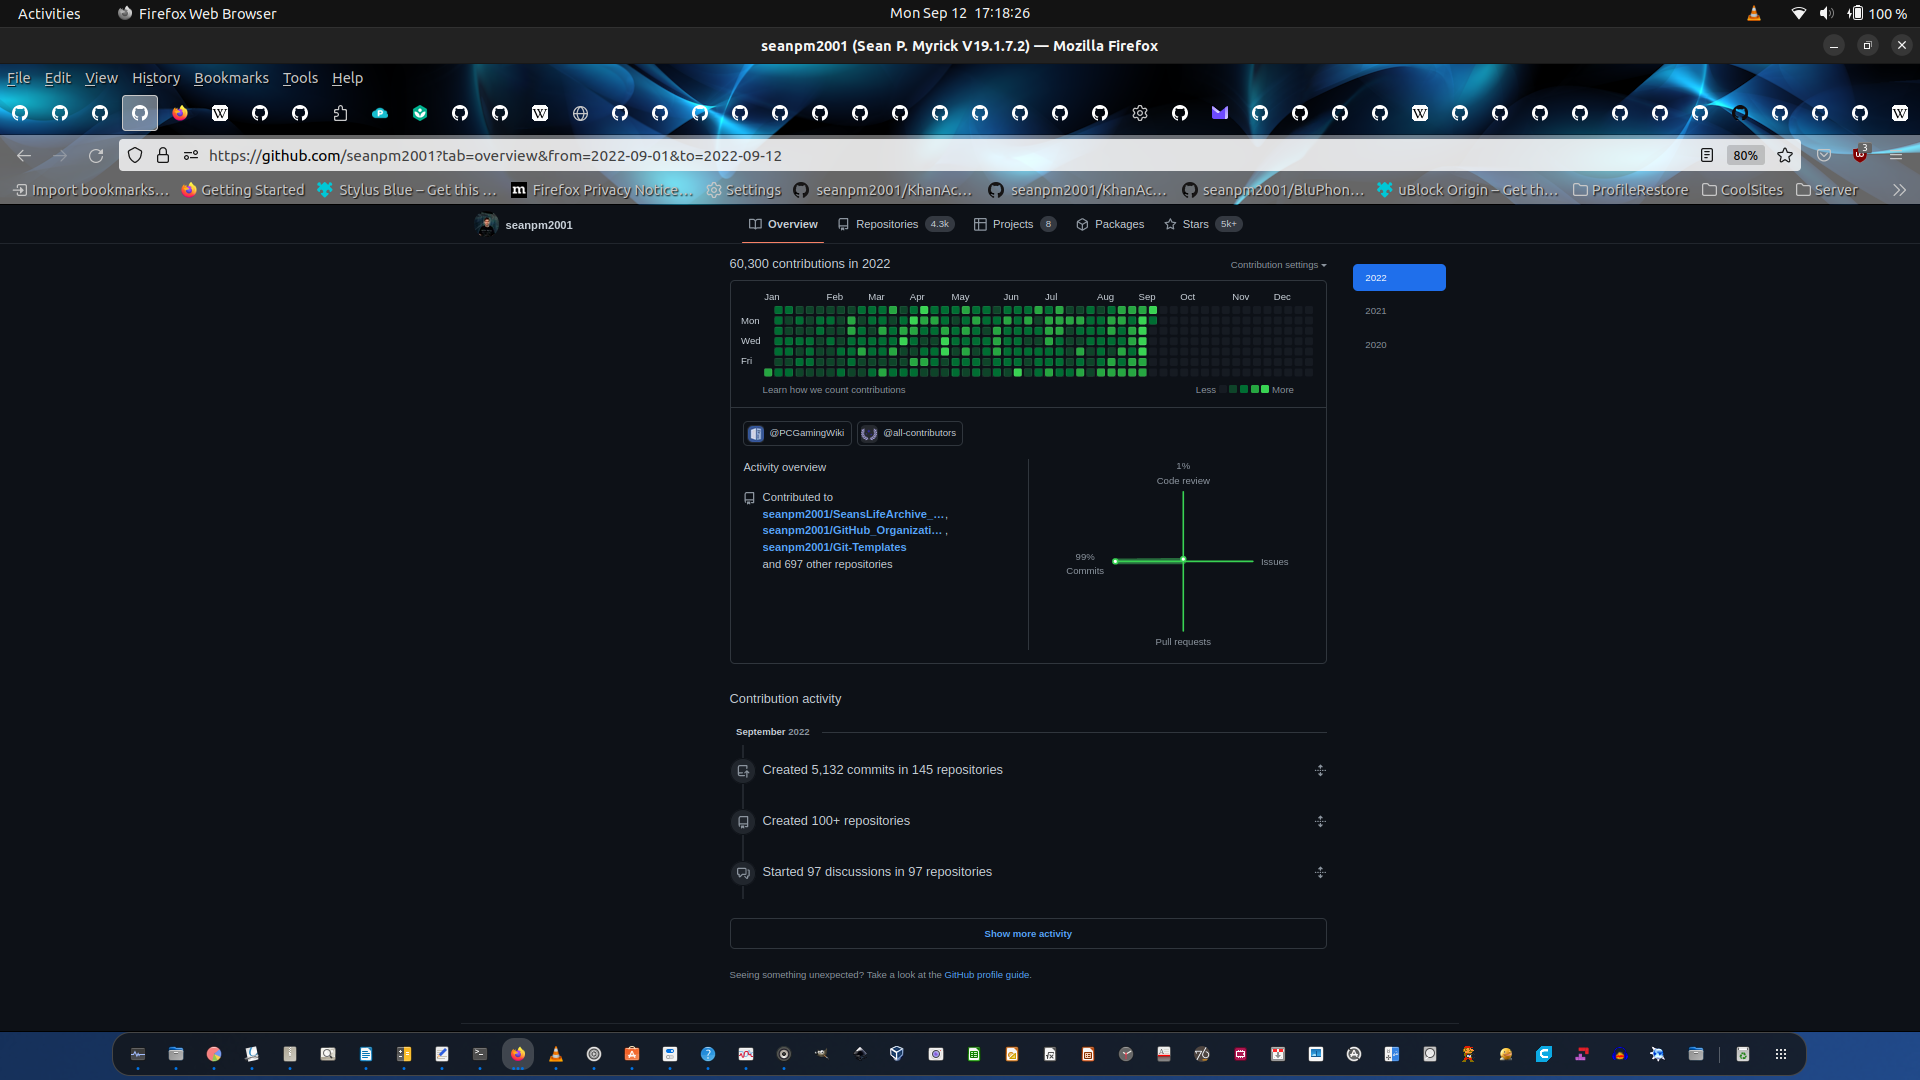 Activities
Firefox Web Browser
Mon Sep 12 17:18:26
100 %
seanpm2001 (Sean P. Myrick V19.1.7.2) — Mozilla Firefox
File Edit View History Bookmarks Tools Help
https://github.com/seanpm2001?tab=overview&from=2022-09-01&to=2022-09-12
80%
3
Import bookmarks… Getting Started Stylus Blue – Get this … Firefox Privacy Notice… Settings seanpm2001/KhanAc… seanpm2001/KhanAc… seanpm2001/BluPhon… uBlock Origin – Get th… ProfileRestore CoolSites Server
seanpm2001
Overview Repositories 4.3k Projects 8 Packages Stars 5k+
60,300 contributions in 2022
Contribution settings
2022
2021
2020
Jan Feb Mar Apr May Jun Jul Aug Sep Oct Nov Dec
Mon
Wed
Fri
Learn how we count contributions
Less More
@PCGamingWiki @all-contributors
Activity overview
Contributed to
seanpm2001/SeansLifeArchive_…,
seanpm2001/GitHub_Organizati… ,
seanpm2001/Git-Templates
and 697 other repositories
1%
Code review
99%
Commits
Issues
Pull requests
Contribution activity
September 2022
Created 5,132 commits in 145 repositories
Created 100+ repositories
Started 97 discussions in 97 repositories
Show more activity
Seeing something unexpected? Take a look at the GitHub profile guide.